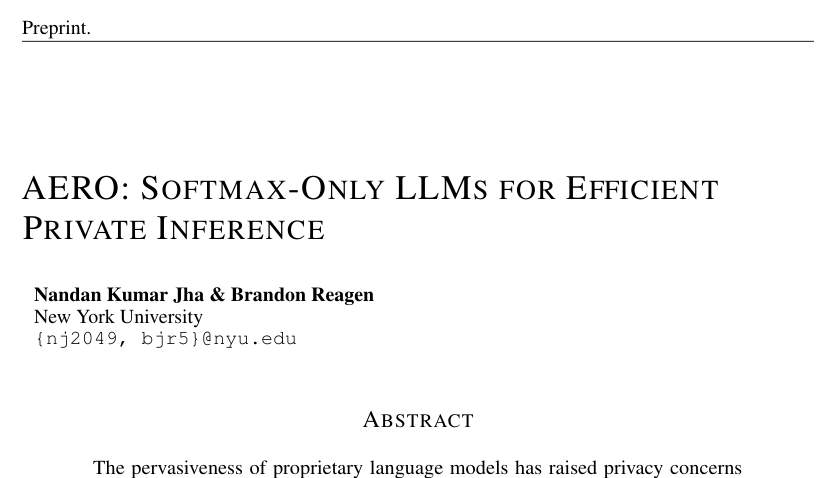 Preprint.
AERO: SOFTMAX-ONLY LLMS FOR EFFICIENT
PRIVATE INFERENCE
Nandan Kumar Jha & Brandon Reagen
New York University
{nj2049, bjr5}@nyu.edu
ABSTRACT
The pervasiveness of proprietary language models has raised privacy concerns